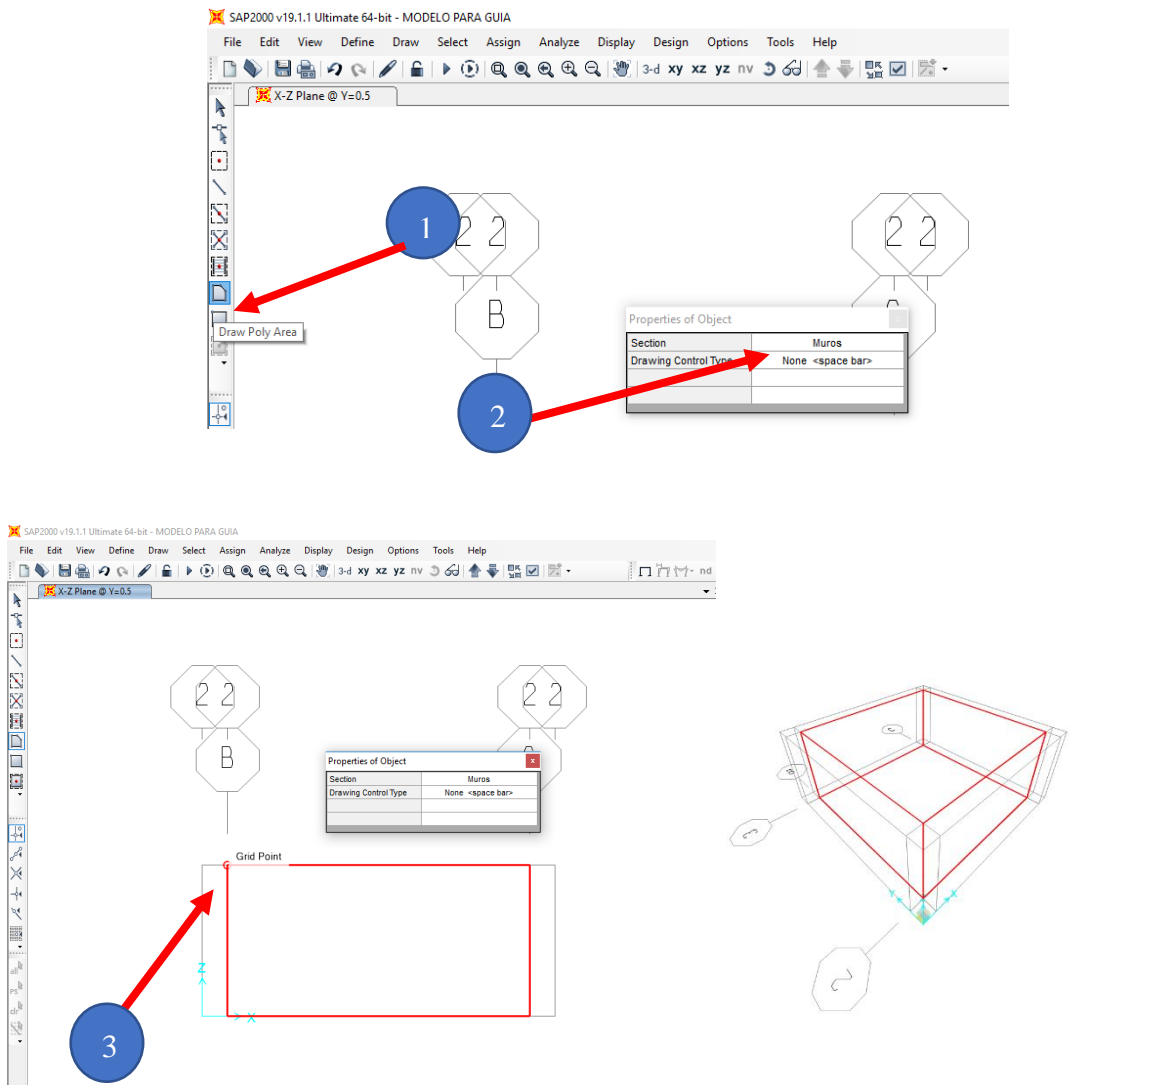 SAP2000 v19.1.1 Ultimate 64-bit - MODELO PARA GUIA
File Edit View Define Draw Select Assign Analyze Display Design Options Tools Help
3-d xy xz yz nv
X-Z Plane @ Y=0.5
1
2 2
2 2
B
Properties of Object
Section Muros
Drawing Control Type None <space bar>
Draw Poly Area
2
SAP2000 v19.1.1 Ultimate 64-bit - MODELO PARA GUIA
File Edit View Define Draw Select Assign Analyze Display Design Options Tools Help
3-d xy xz yz nv
nd
X-Z Plane @ Y=0.5
2 2
2 2
B
Properties of Object
Section Muros
Drawing Control Type None <space bar>
Grid Point
Z
X
Y
X
all
ps
clr
3